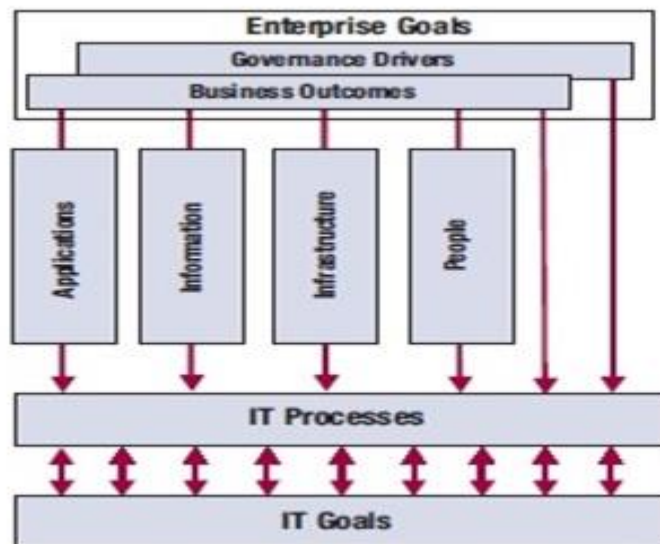 Enterprise Goals
Governance Drivers
Business Outcomes
Applications
Information
Infrastructure
People
IT Processes
IT Goals